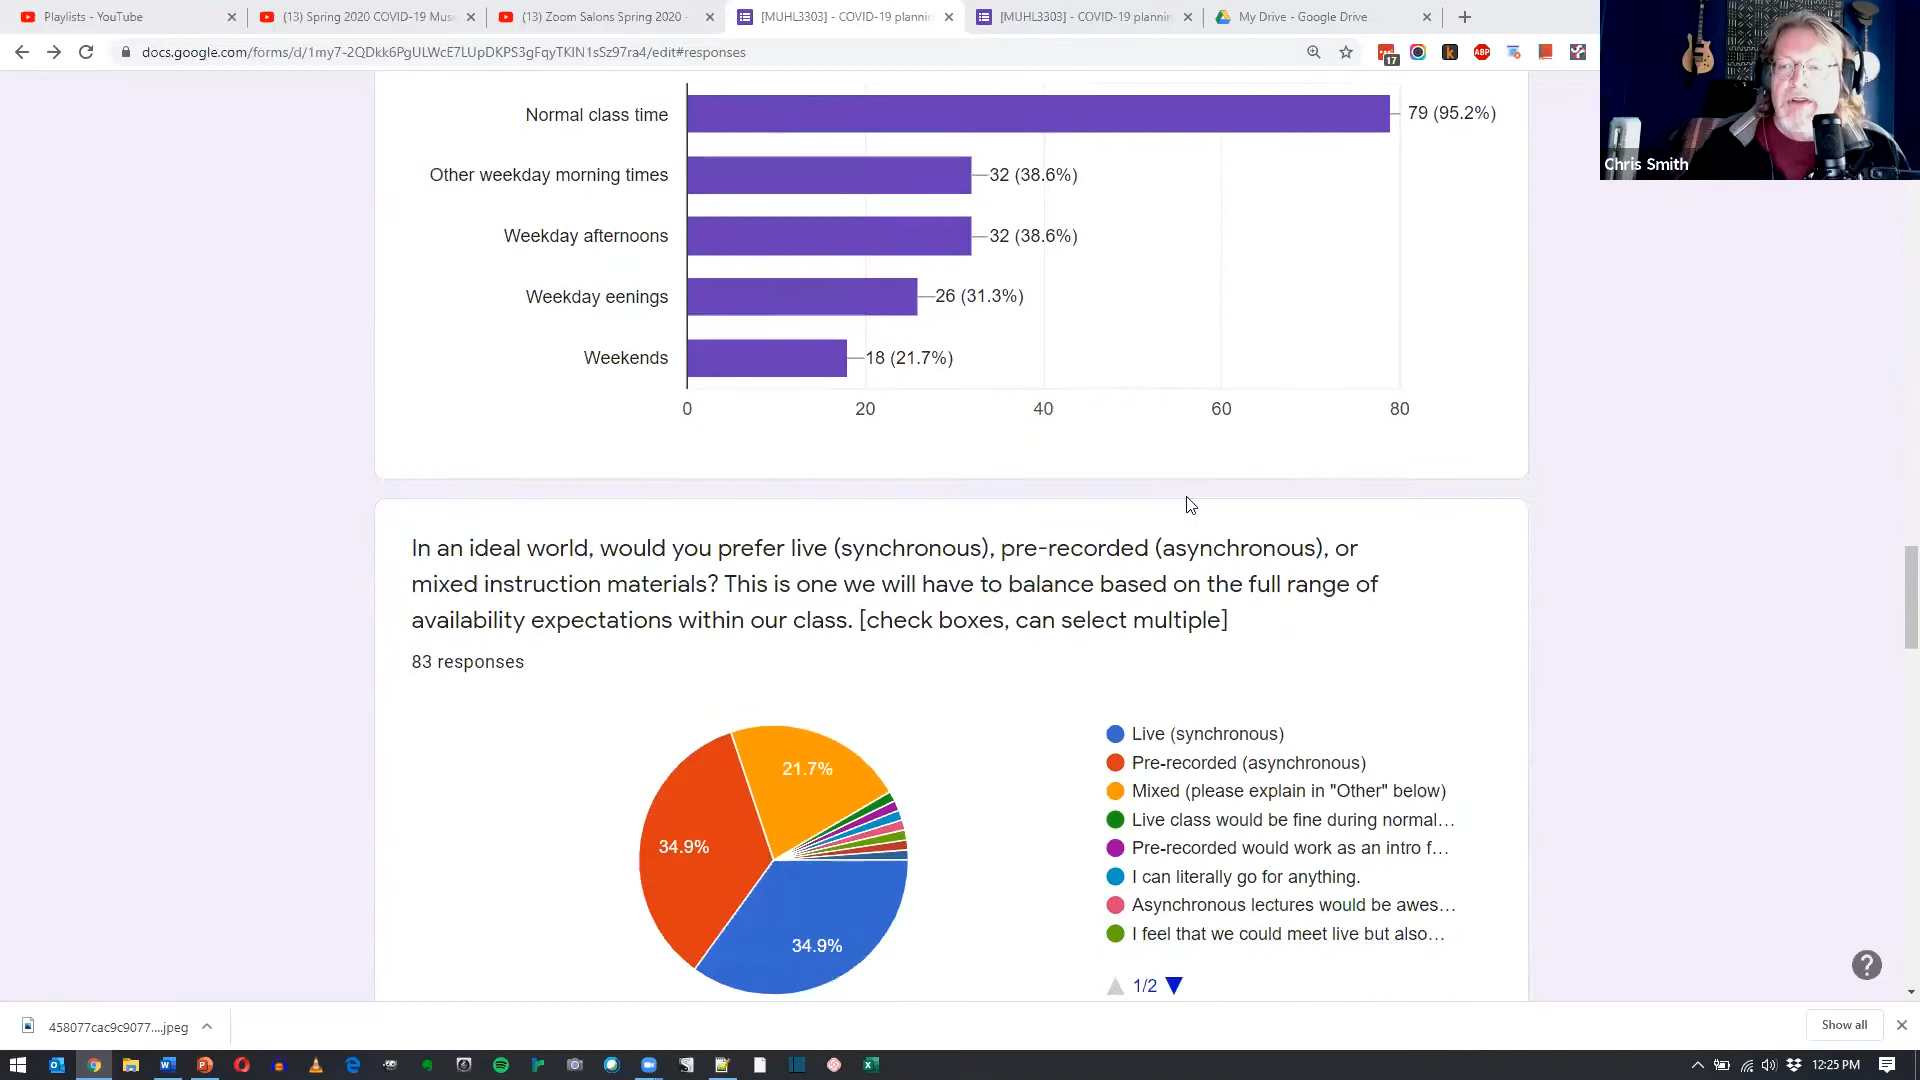 Playlists - YouTube
(13) Spring 2020 COVID-19 Mus
(13) Zoom Salons Spring 2020 -
[MUHL3303] - COVID-19 plannin
[MUHL3303] - COVID-19 plannin
My Drive - Google Drive
docs.google.com/forms/d/1my7-2QDkk6PgULWcE7LUpDKPS3gFqyTKIN1sSz97ra4/edit#responses
17
ABP
Chris Smith
Normal class time
79 (95.2%)
Other weekday morning times
32 (38.6%)
Weekday afternoons
32 (38.6%)
Weekday eenings
26 (31.3%)
Weekends
18 (21.7%)
0 20 40 60 80
In an ideal world, would you prefer live (synchronous), pre-recorded (asynchronous), or
mixed instruction materials? This is one we will have to balance based on the full range of
availability expectations within our class. [check boxes, can select multiple]
83 responses
21.7%
34.9%
34.9%
Live (synchronous)
Pre-recorded (asynchronous)
Mixed (please explain in "Other" below)
Live class would be fine during normal…
Pre-recorded would work as an intro f…
I can literally go for anything.
Asynchronous lectures would be awes…
I feel that we could meet live but also…
1/2
458077cac9c9077....jpeg
Show all
12:25 PM